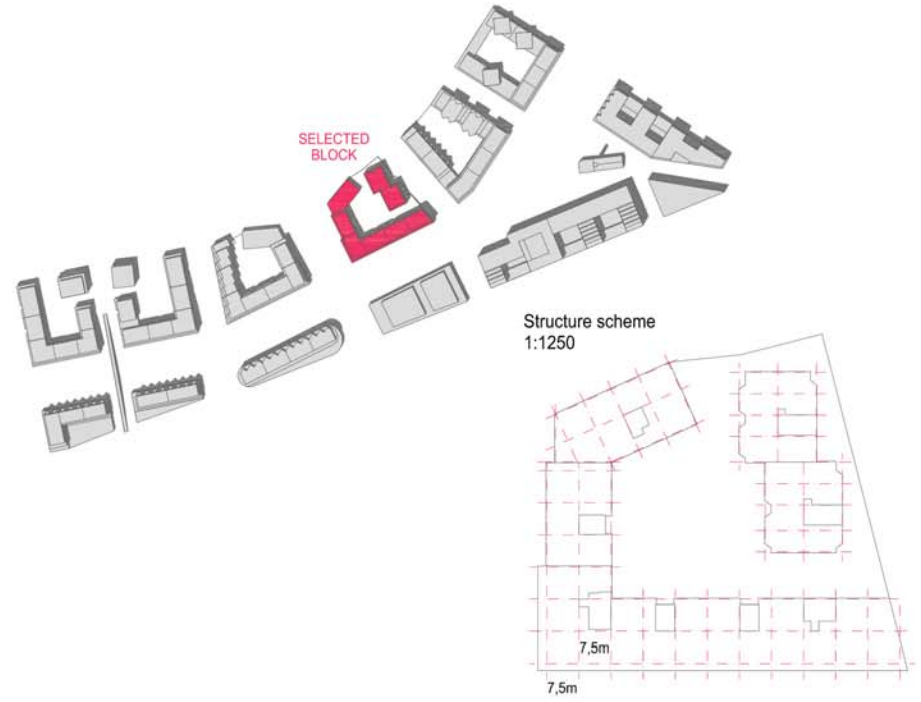 SELECTED
BLOCK
Structure scheme
1:1250
7,5m
7,5m